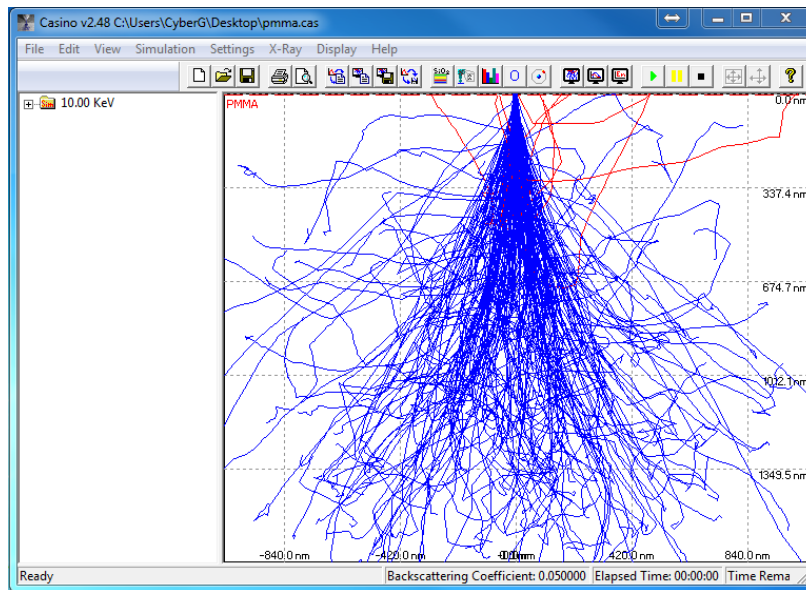 Casino v2.48 C:\Users\CyberG\Desktop\pmma.cas
File Edit View Simulation Settings X-Ray Display Help
10.00 KeV
PMMA
0.0 nm
337.4 nm
674.7 nm
1012.1 nm
1349.5 nm
-840.0 nm -420.0 nm 420.0 nm 840.0 nm
Ready Backscattering Coefficient: 0.050000 Elapsed Time: 00:00:00 Time Rema